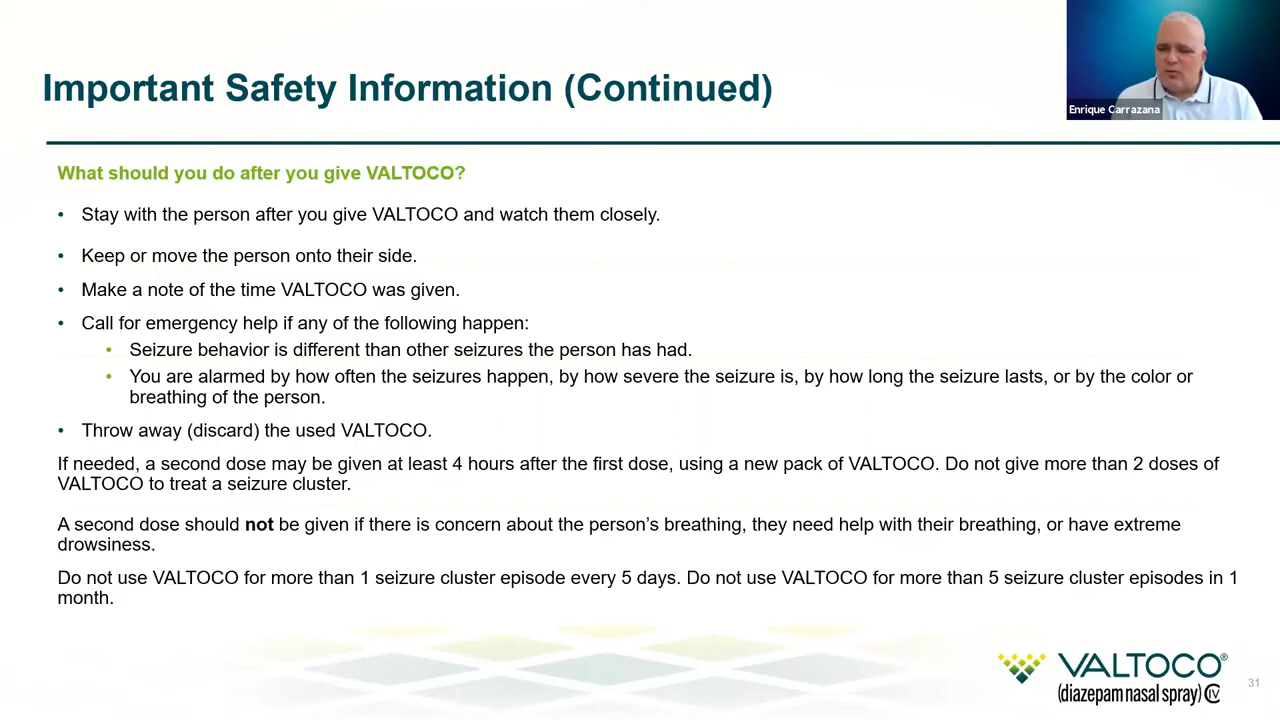 Important Safety Information (Continued)
Enrique Carrazana
What should you do after you give VALTOCO?
• Stay with the person after you give VALTOCO and watch them closely.
• Keep or move the person onto their side.
• Make a note of the time VALTOCO was given.
• Call for emergency help if any of the following happen:
• Seizure behavior is different than other seizures the person has had.
• You are alarmed by how often the seizures happen, by how severe the seizure is, by how long the seizure lasts, or by the color or
breathing of the person.
• Throw away (discard) the used VALTOCO.
If needed, a second dose may be given at least 4 hours after the first dose, using a new pack of VALTOCO. Do not give more than 2 doses of
VALTOCO to treat a seizure cluster.
A second dose should not be given if there is concern about the person’s breathing, they need help with their breathing, or have extreme
drowsiness.
Do not use VALTOCO for more than 1 seizure cluster episode every 5 days. Do not use VALTOCO for more than 5 seizure cluster episodes in 1
month.
VALTOCO®
(diazepam nasal spray) CIV
31